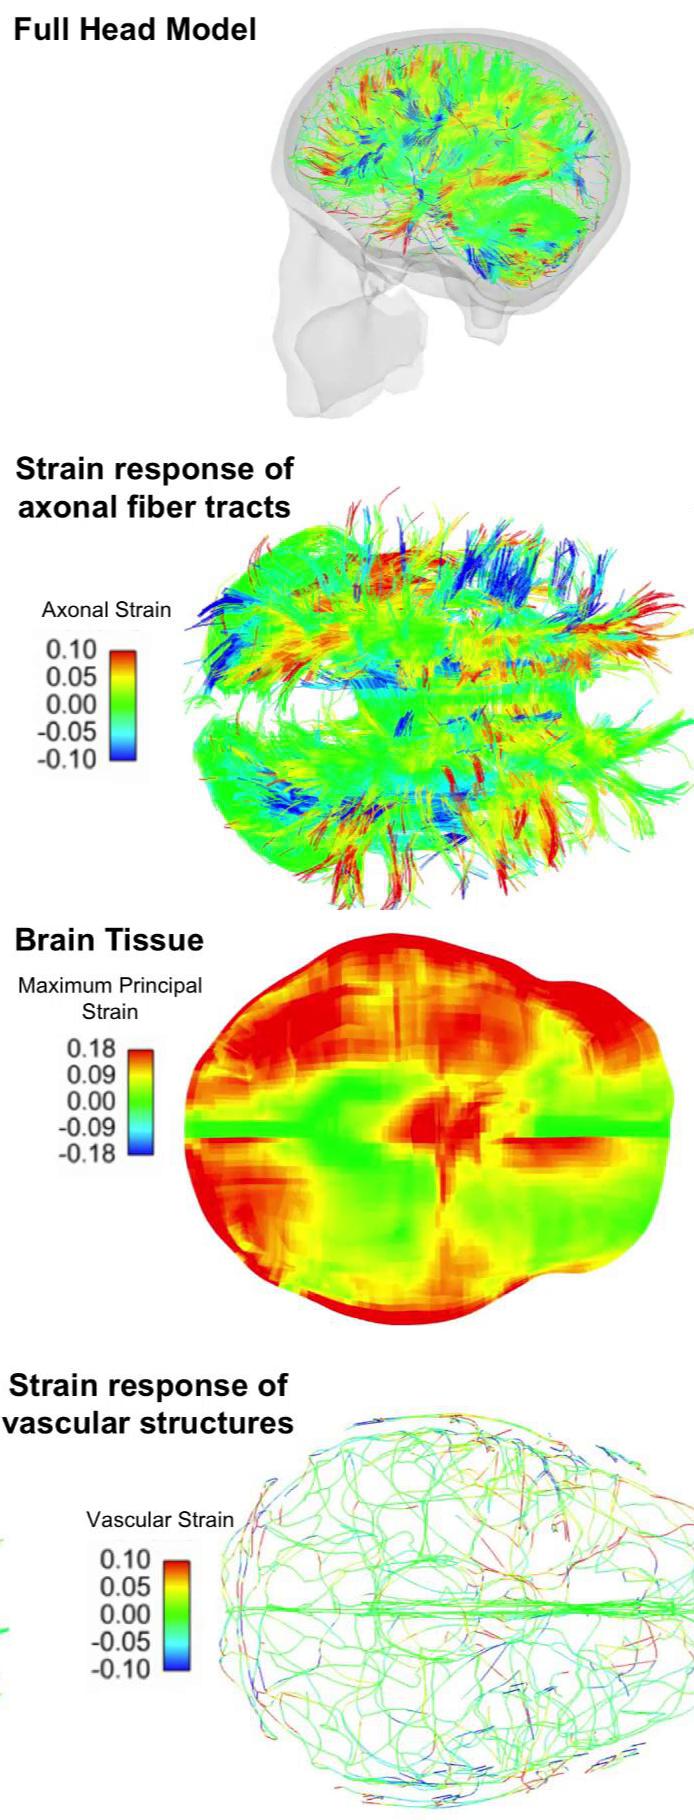 Full Head Model
Strain response of
axonal fiber tracts
Axonal Strain
0.10
0.05
0.00
-0.05
-0.10
Brain Tissue
Maximum Principal
Strain
0.18
0.09
0.00
-0.09
-0.18
Strain response of
vascular structures
Vascular Strain
0.10
0.05
0.00
-0.05
-0.10